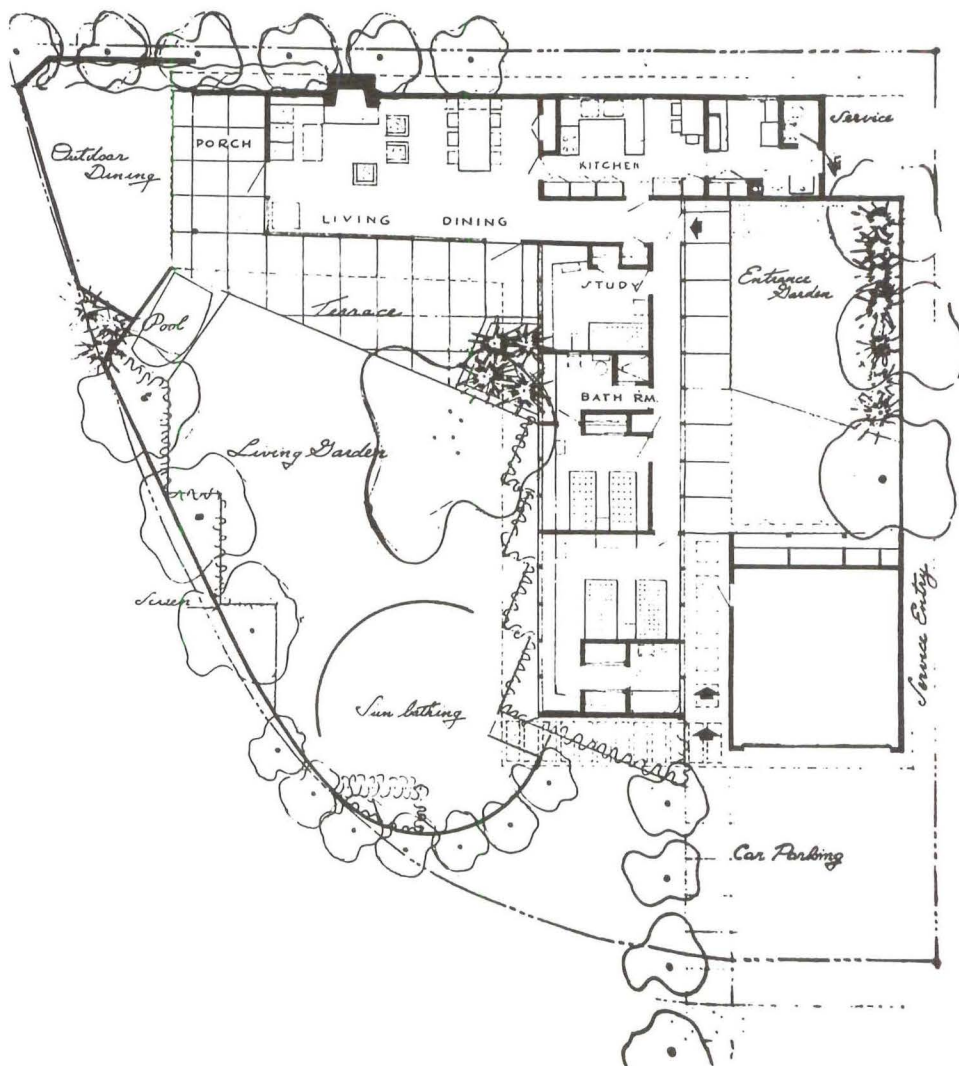 Service
PORCH
Outdoor
Dining
KITCHEN
LIVING DINING
Entrance
Garden
STUDY
Terrace
Pool
BATH RM.
Living Garden
Screen
Service Entry
Sun bathing
Car Parking